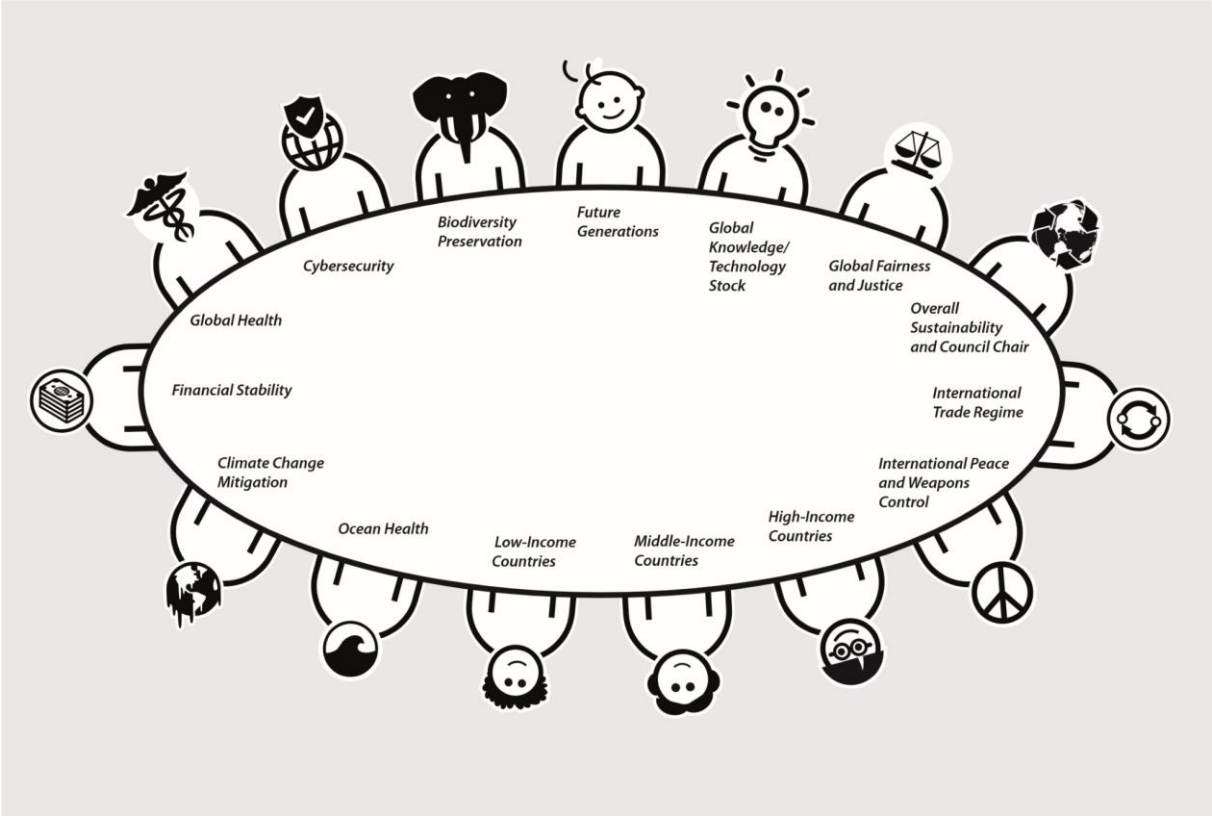 Biodiversity
Preservation
Future
Generations
Global
Knowledge/
Technology
Stock
Cybersecurity
Global Fairness
and Justice
Global Health
Overall
Sustainability
and Council Chair
Financial Stability
International
Trade Regime
Climate Change
Mitigation
International Peace
and Weapons
Control
Ocean Health
Low-Income
Countries
Middle-Income
Countries
High-Income
Countries